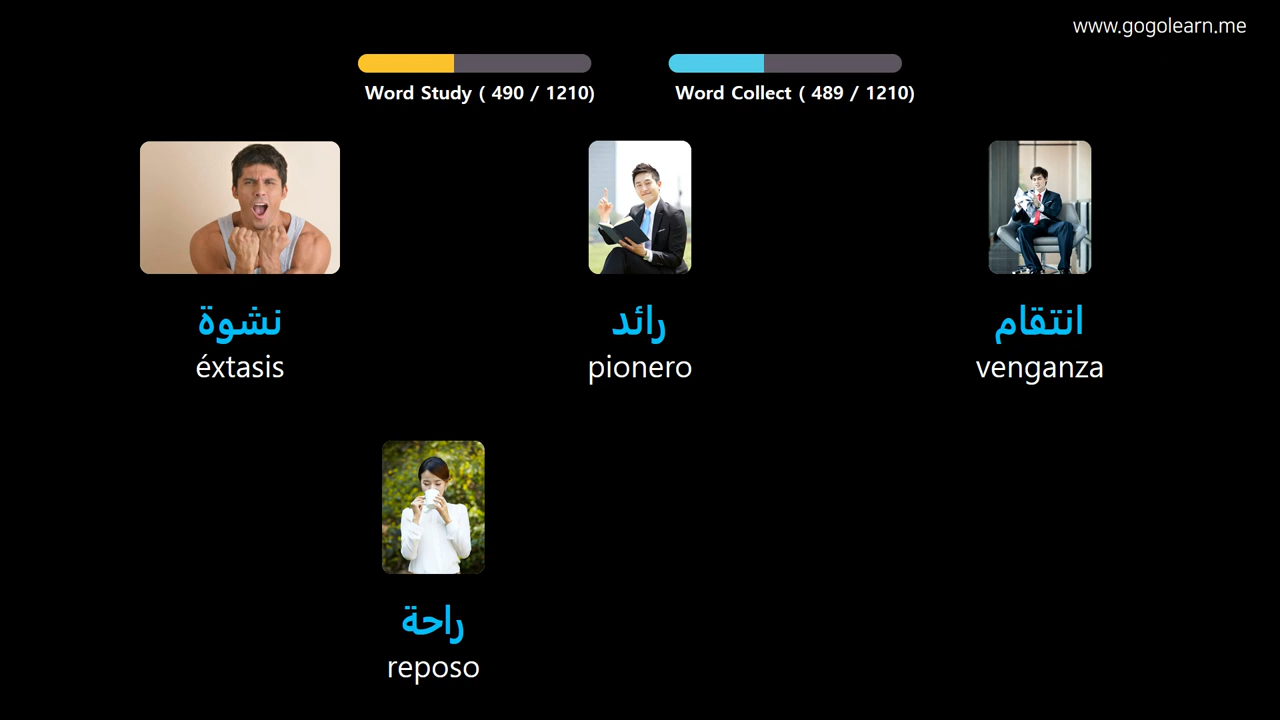 www.gogolearn.me
Word Study ( 490 / 1210)
Word Collect ( 489 / 1210)
نشوة
éxtasis
رائد
pionero
انتقام
venganza
راحة
reposo